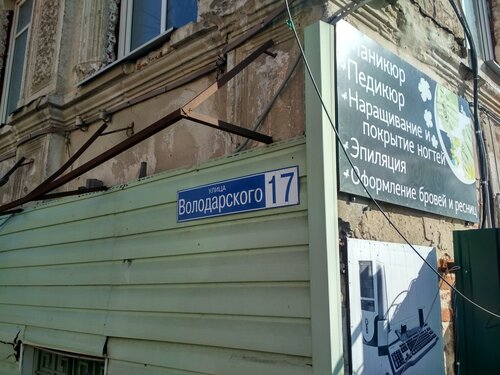 УЛИЦА
Володарского 17
Маникюр
Педикюр
Наращивание и
покрытие ногтей
Эпиляция
Оформление бровей и ресниц